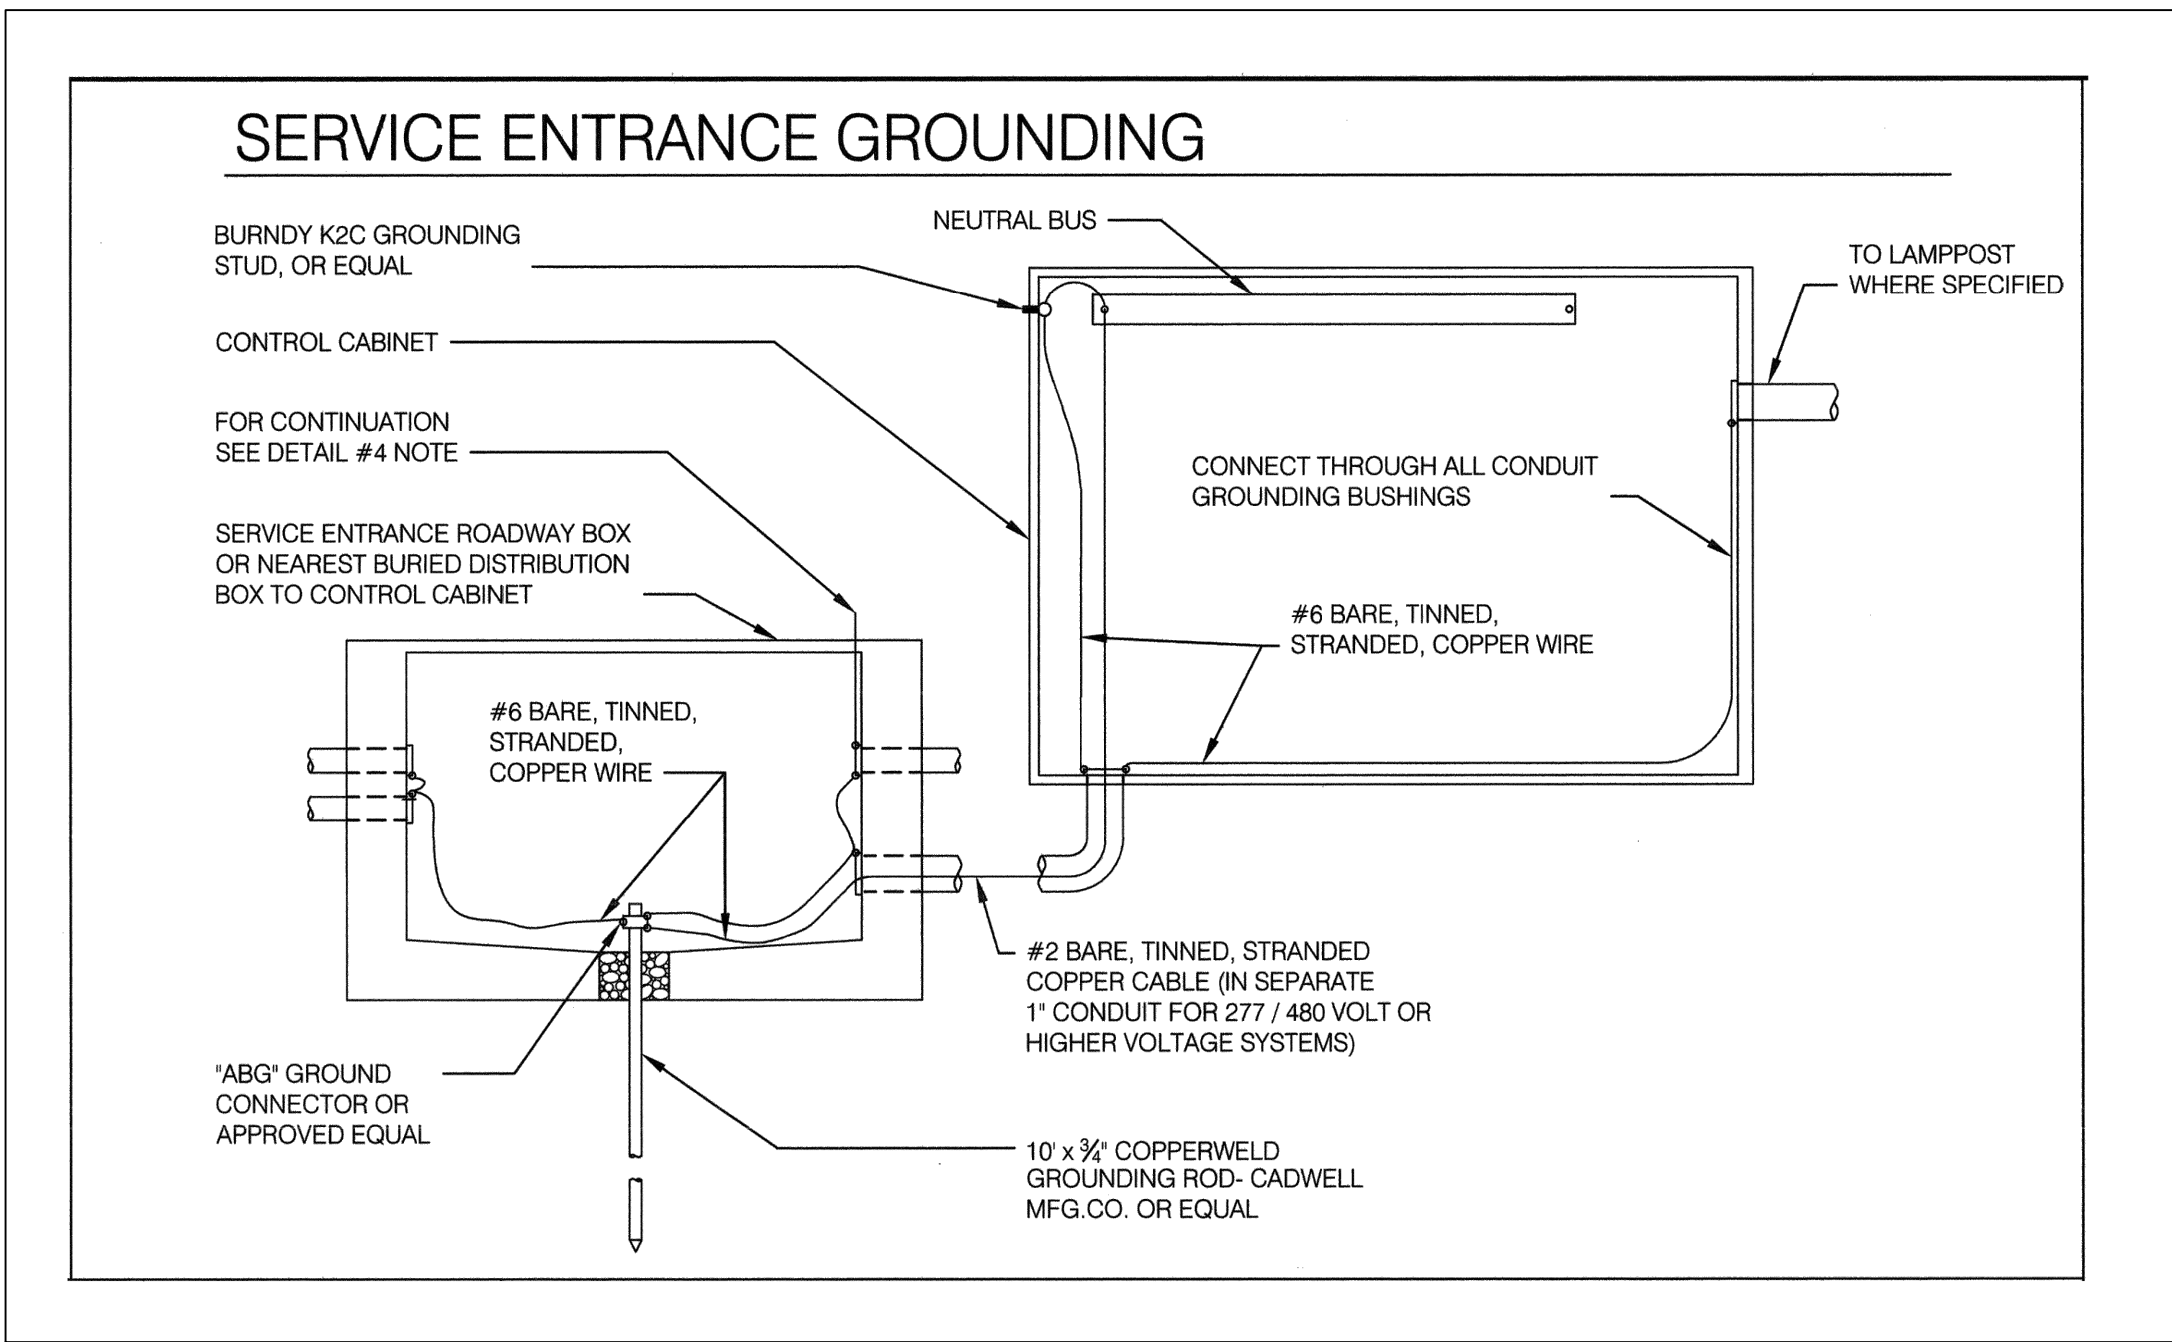 SERVICE ENTRANCE GROUNDING
BURNDY K2C GROUNDING
STUD, OR EQUAL
NEUTRAL BUS
TO LAMPPOST
WHERE SPECIFIED
CONTROL CABINET
FOR CONTINUATION
SEE DETAIL #4 NOTE
CONNECT THROUGH ALL CONDUIT
GROUNDING BUSHINGS
SERVICE ENTRANCE ROADWAY BOX
OR NEAREST BURIED DISTRIBUTION
BOX TO CONTROL CABINET
#6 BARE, TINNED,
STRANDED, COPPER WIRE
#6 BARE, TINNED,
STRANDED,
COPPER WIRE
#2 BARE, TINNED, STRANDED
COPPER CABLE (IN SEPARATE
1" CONDUIT FOR 277 / 480 VOLT OR
HIGHER VOLTAGE SYSTEMS)
"ABG" GROUND
CONNECTOR OR
APPROVED EQUAL
10' x 3/4" COPPERWELD
GROUNDING ROD- CADWELL
MFG.CO. OR EQUAL